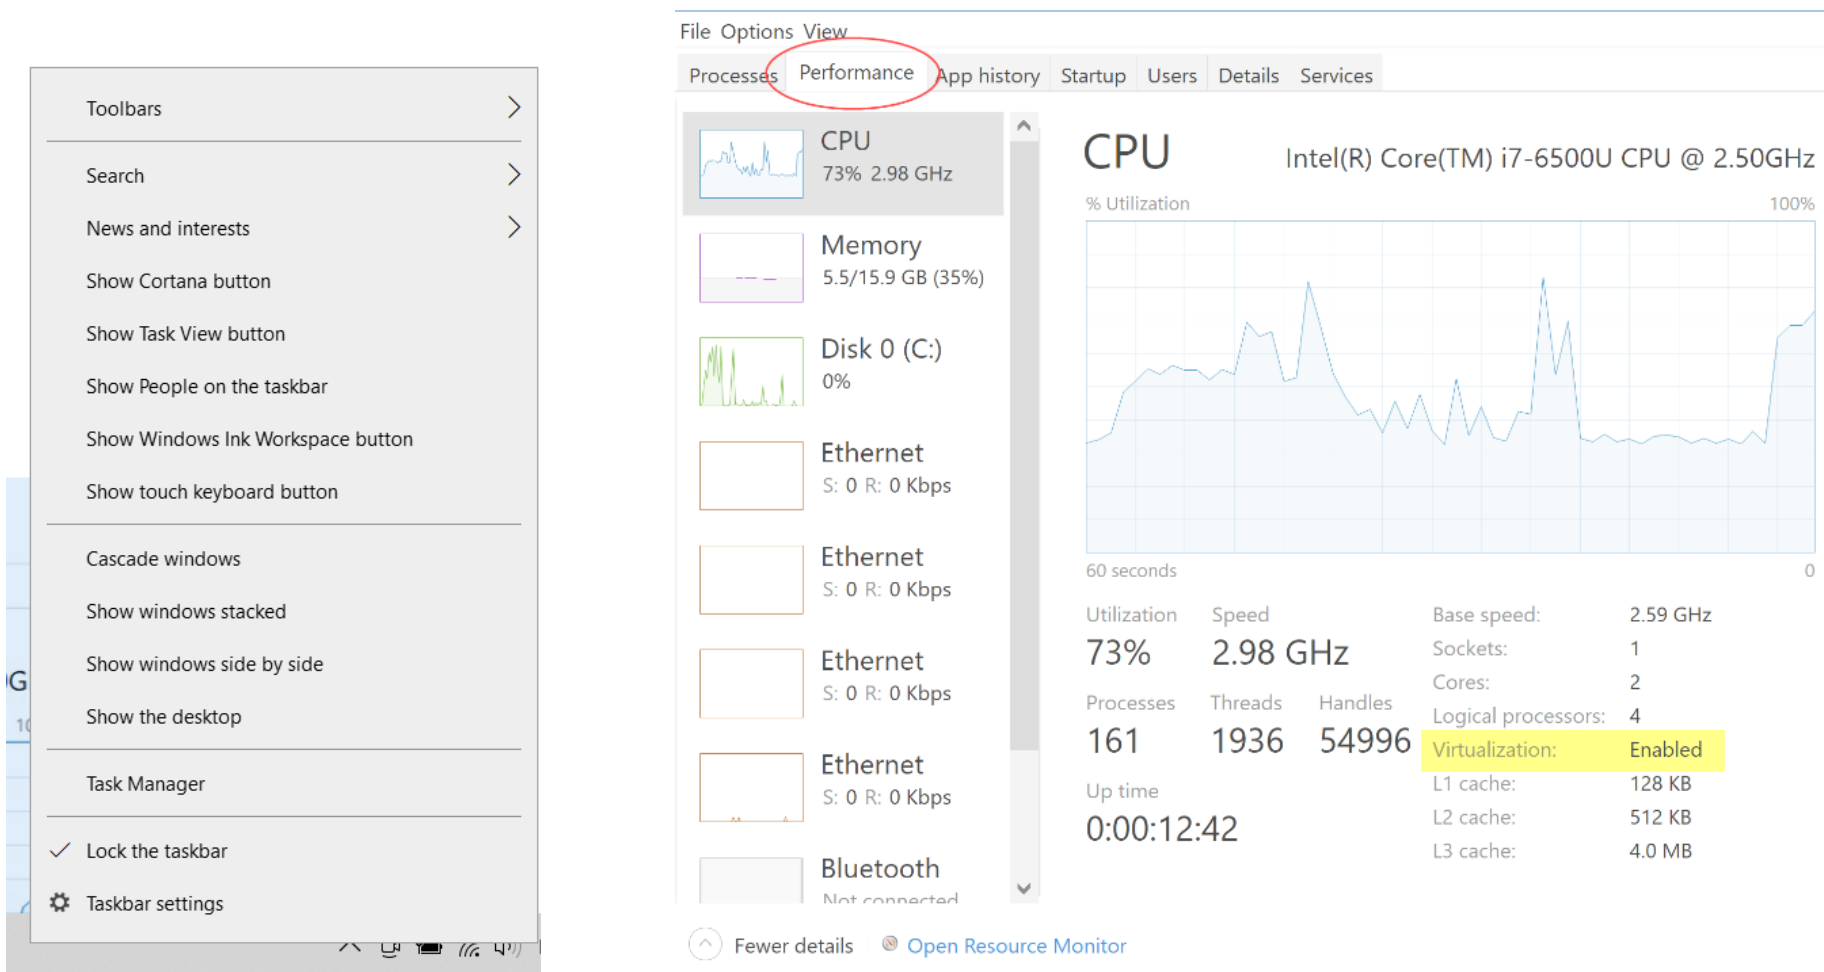 Toolbars
Search
News and interests
Show Cortana button
Show Task View button
Show People on the taskbar
Show Windows Ink Workspace button
Show touch keyboard button
Cascade windows
Show windows stacked
Show windows side by side
Show the desktop
Task Manager
Lock the taskbar
Taskbar settings
File Options View
Processes Performance App history Startup Users Details Services
CPU
73% 2.98 GHz
Memory
5.5/15.9 GB (35%)
Disk 0 (C:)
0%
Ethernet
S: 0 R: 0 Kbps
Ethernet
S: 0 R: 0 Kbps
Ethernet
S: 0 R: 0 Kbps
Ethernet
S: 0 R: 0 Kbps
Bluetooth
Not connected
CPU Intel(R) Core(TM) i7-6500U CPU @ 2.50GHz
% Utilization 100%
60 seconds 0
Utilization Speed
73% 2.98 GHz
Processes Threads Handles
161 1936 54996
Up time
0:00:12:42
Base speed: 2.59 GHz
Sockets: 1
Cores: 2
Logical processors: 4
Virtualization: Enabled
L1 cache: 128 KB
L2 cache: 512 KB
L3 cache: 4.0 MB
Fewer details Open Resource Monitor